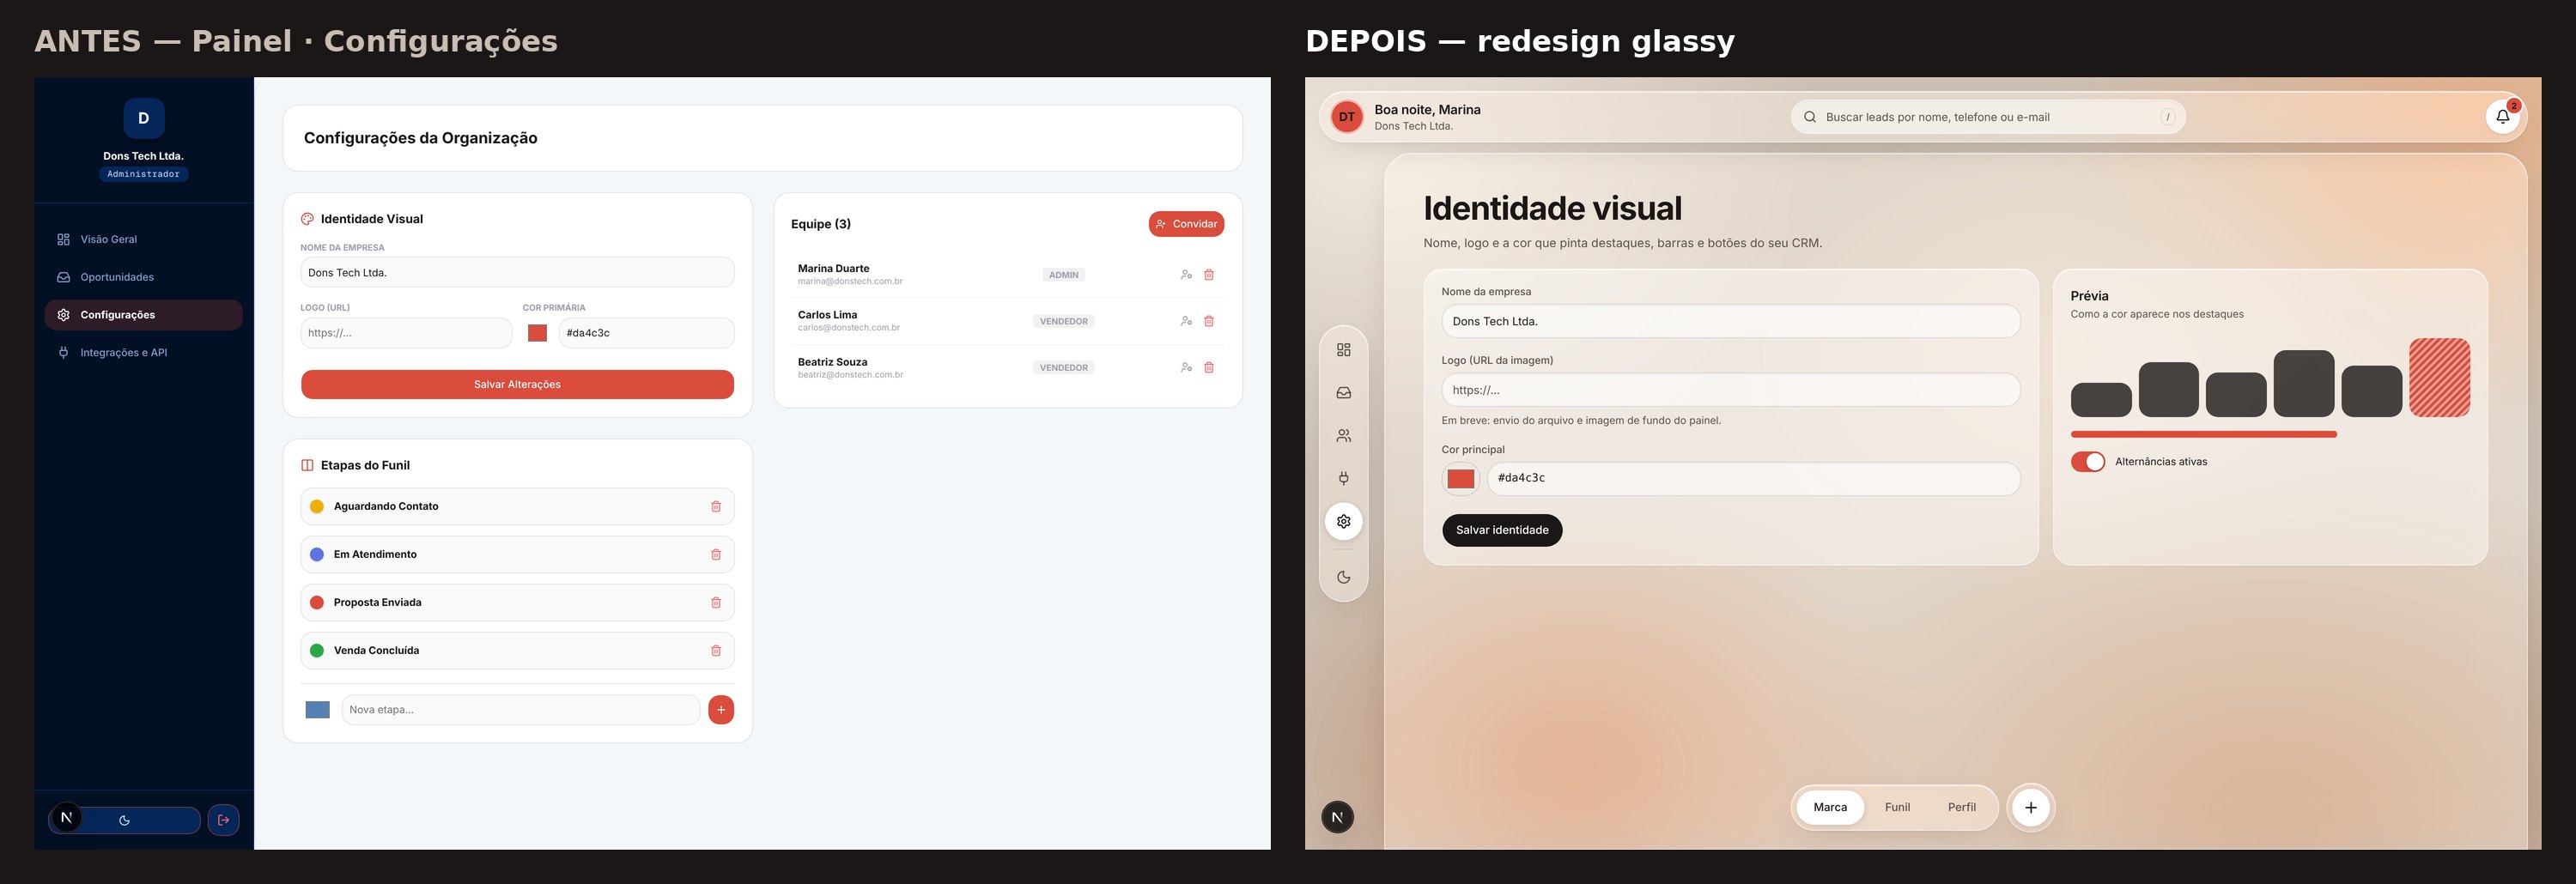 ANTES — Painel · Configurações
D
Dons Tech Ltda.
Administrador
Visão Geral
Oportunidades
Configurações
Integrações e API
N
Configurações da Organização
Identidade Visual
NOME DA EMPRESA
Dons Tech Ltda.
LOGO (URL)
COR PRIMÁRIA
https://...
#da4c3c
Salvar Alterações
Equipe (3)
Convidar
Marina Duarte
marina@donstech.com.br
ADMIN
Carlos Lima
carlos@donstech.com.br
VENDEDOR
Beatriz Souza
beatriz@donstech.com.br
VENDEDOR
Etapas do Funil
Aguardando Contato
Em Atendimento
Proposta Enviada
Venda Concluída
Nova etapa...
DEPOIS — redesign glassy
DT
Boa noite, Marina
Dons Tech Ltda.
Buscar leads por nome, telefone ou e-mail
/
2
Identidade visual
Nome, logo e a cor que pinta destaques, barras e botões do seu CRM.
Nome da empresa
Dons Tech Ltda.
Logo (URL da imagem)
https://...
Em breve: envio do arquivo e imagem de fundo do painel.
Cor principal
#da4c3c
Salvar identidade
Prévia
Como a cor aparece nos destaques
Alternâncias ativas
N
Marca
Funil
Perfil